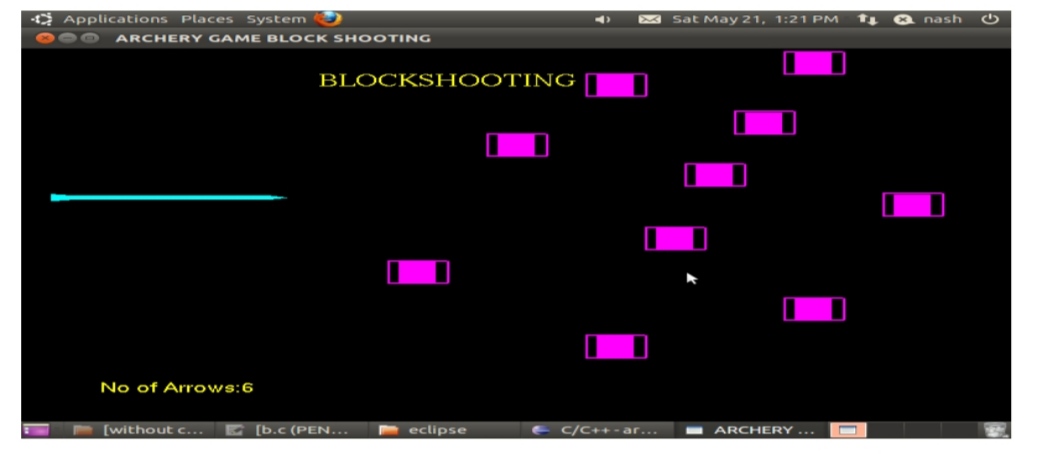 Applications Places System Sat May 21, 1:21 PM nash
ARCHERY GAME BLOCK SHOOTING
BLOCKSHOOTING
No of Arrows:6
[without c... [b.c (PEN... eclipse C/C++ - ar... ARCHERY ...